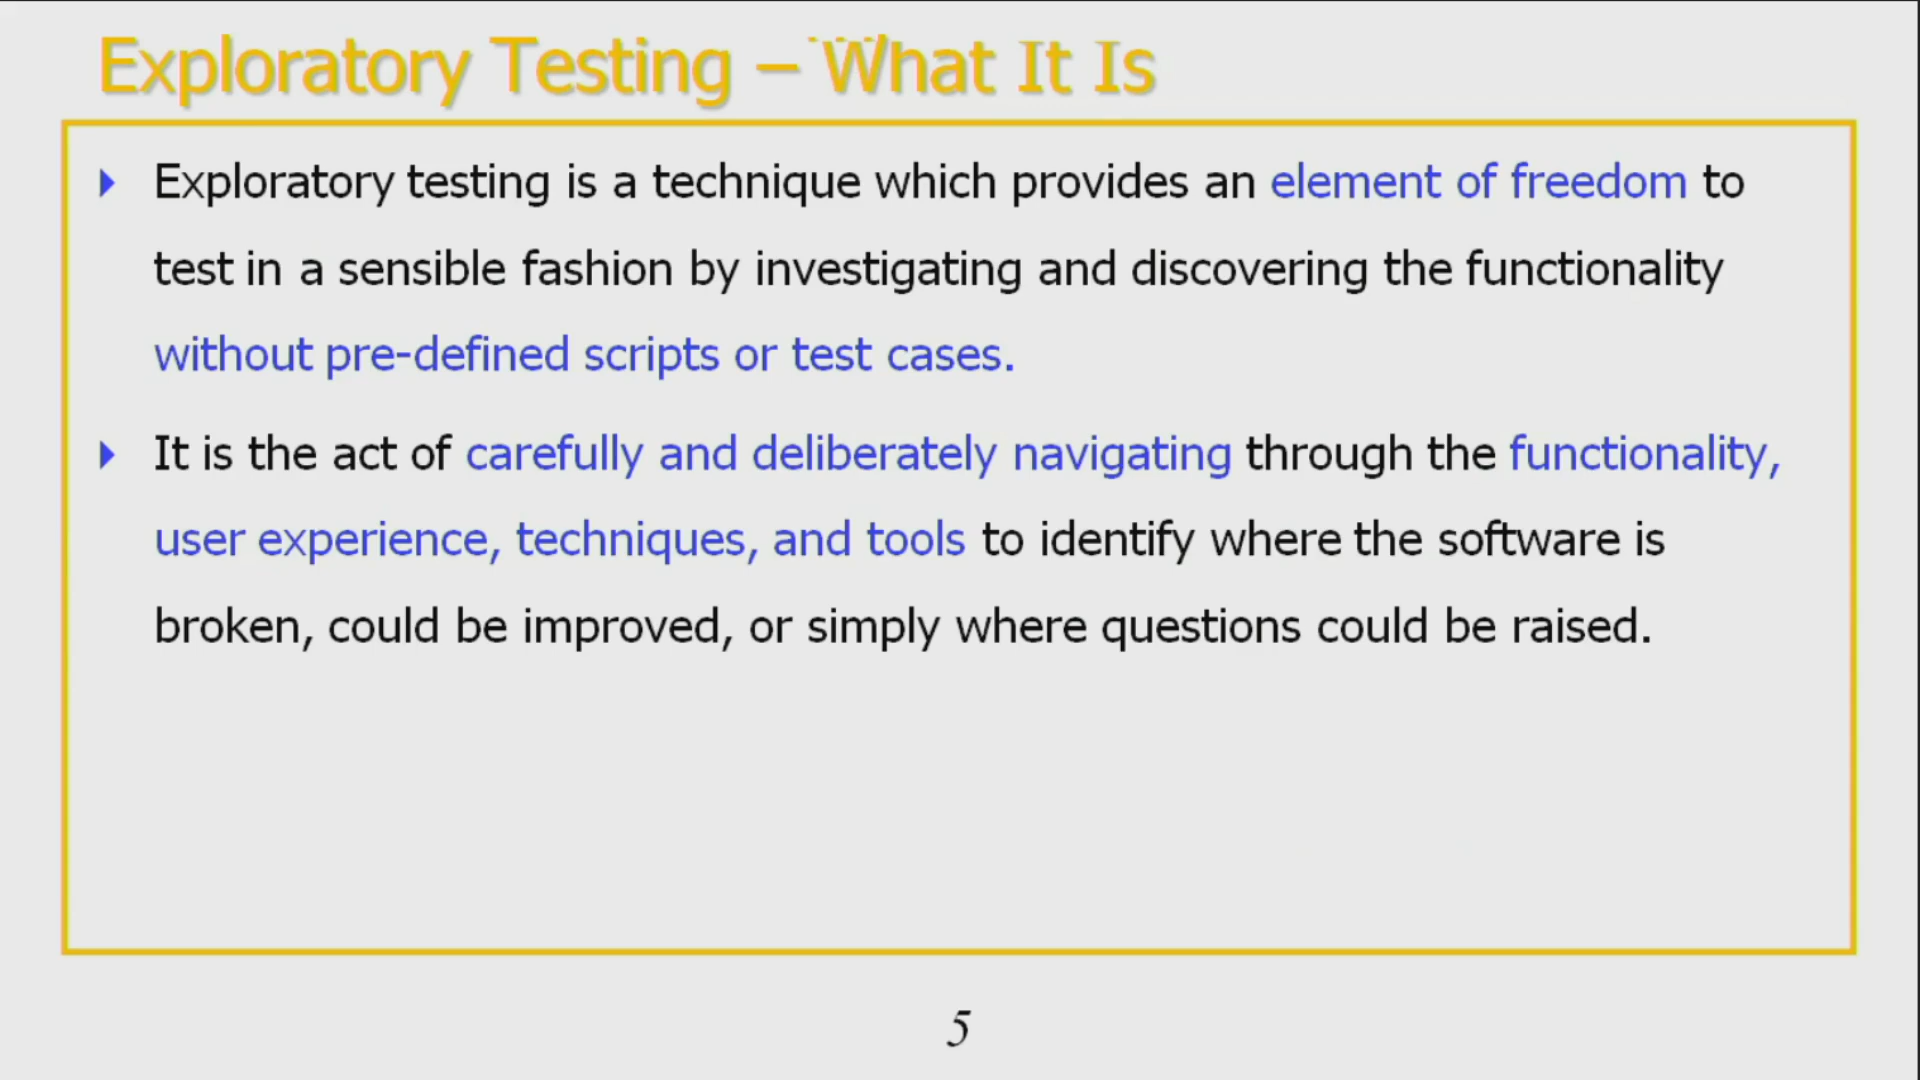 Exploratory Testing – What It Is
Exploratory testing is a technique which provides an element of freedom to
test in a sensible fashion by investigating and discovering the functionality
without pre-defined scripts or test cases.
It is the act of carefully and deliberately navigating through the functionality,
user experience, techniques, and tools to identify where the software is
broken, could be improved, or simply where questions could be raised.
5